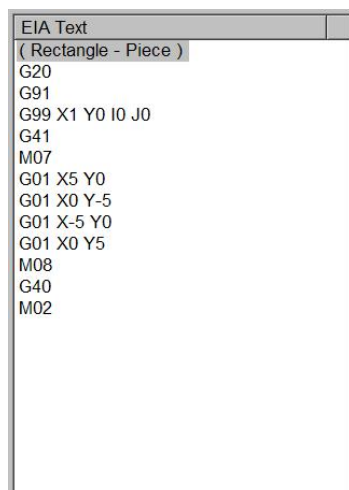 EIA Text
( Rectangle - Piece )
G20
G91
G99 X1 Y0 I0 J0
G41
M07
G01 X5 Y0
G01 X0 Y-5
G01 X-5 Y0
G01 X0 Y5
M08
G40
M02